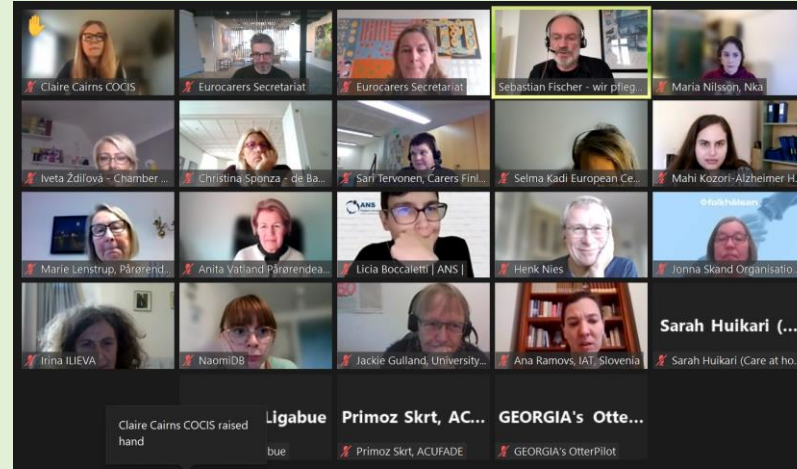 Claire Cairns COCIS
Eurocarers Secretariat
Eurocarers Secretariat
Sebastian Fischer - wir pfleg...
Maria Nilsson, Nka
Iveta Žďilová - Chamber ...
Christina Sponza - de Ba...
Sari Tervonen, Carers Finl...
Selma Kadi European Ce...
Mahi Kozori-Alzheimer H...
ANS
folkhälsan
Marie Lenstrup, Pårørend...
Anita Vatland Pårørendea...
Licia Boccaletti | ANS |
Henk Nies
Jonna Skand Organisatio...
Sarah Huikari (...
Irina ILIEVA
NaomiDB
Jackie Gulland, University...
Ana Ramovs, IAT, Slovenia
Sarah Huikari (Care at ho...
Ligabue
Primoz Skrt, AC...
GEORGIA's Otte...
Claire Cairns COCIS raised
hand
bue
Primoz Skrt, ACUFADE
GEORGIA's OtterPilot